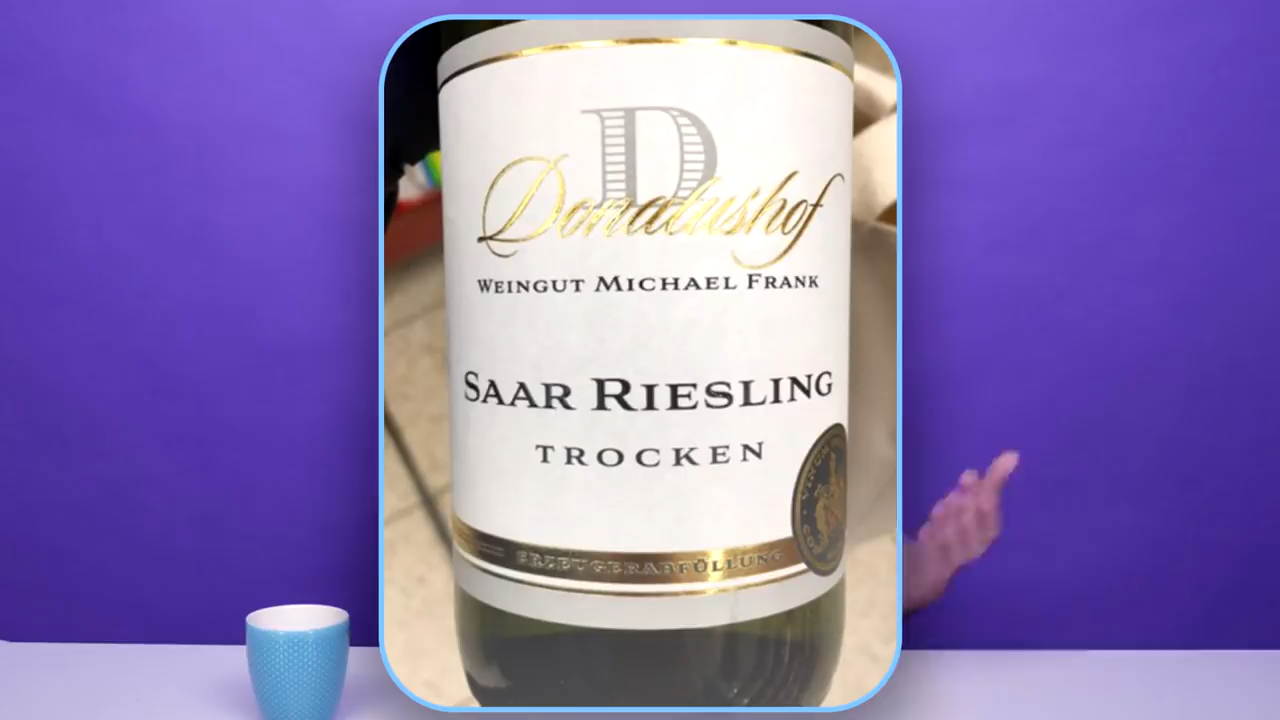 D
Donatushof
WEINGUT MICHAEL FRANK
SAAR RIESLING
TROCKEN
ERZEUGERABFÜLLUNG